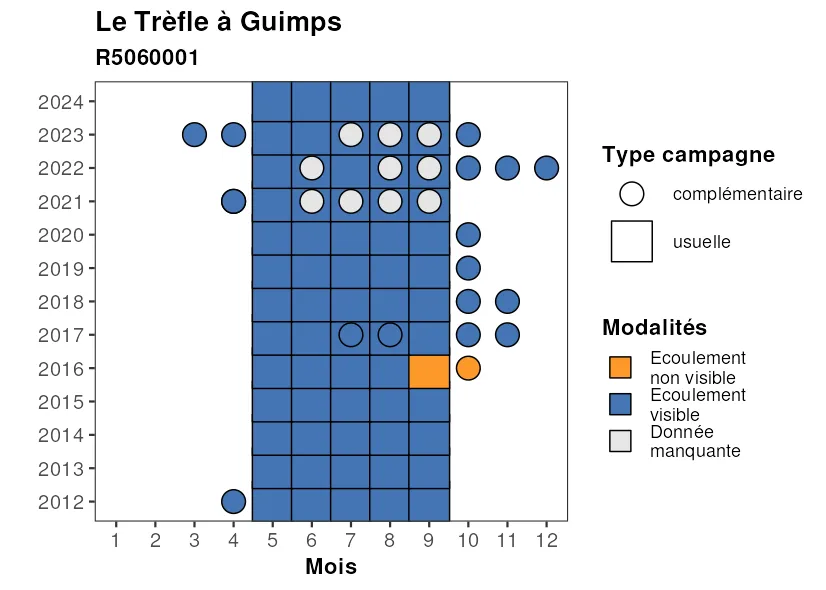 Le Trèfle à Guimps
R5060001
2024
2023
2022
2021
2020
2019
2018
2017
2016
2015
2014
2013
2012
1 2 3 4 5 6 7 8 9 10 11 12
Mois
Type campagne
complémentaire
usuelle
Modalités
Ecoulement
non visible
Ecoulement
visible
Donnée
manquante